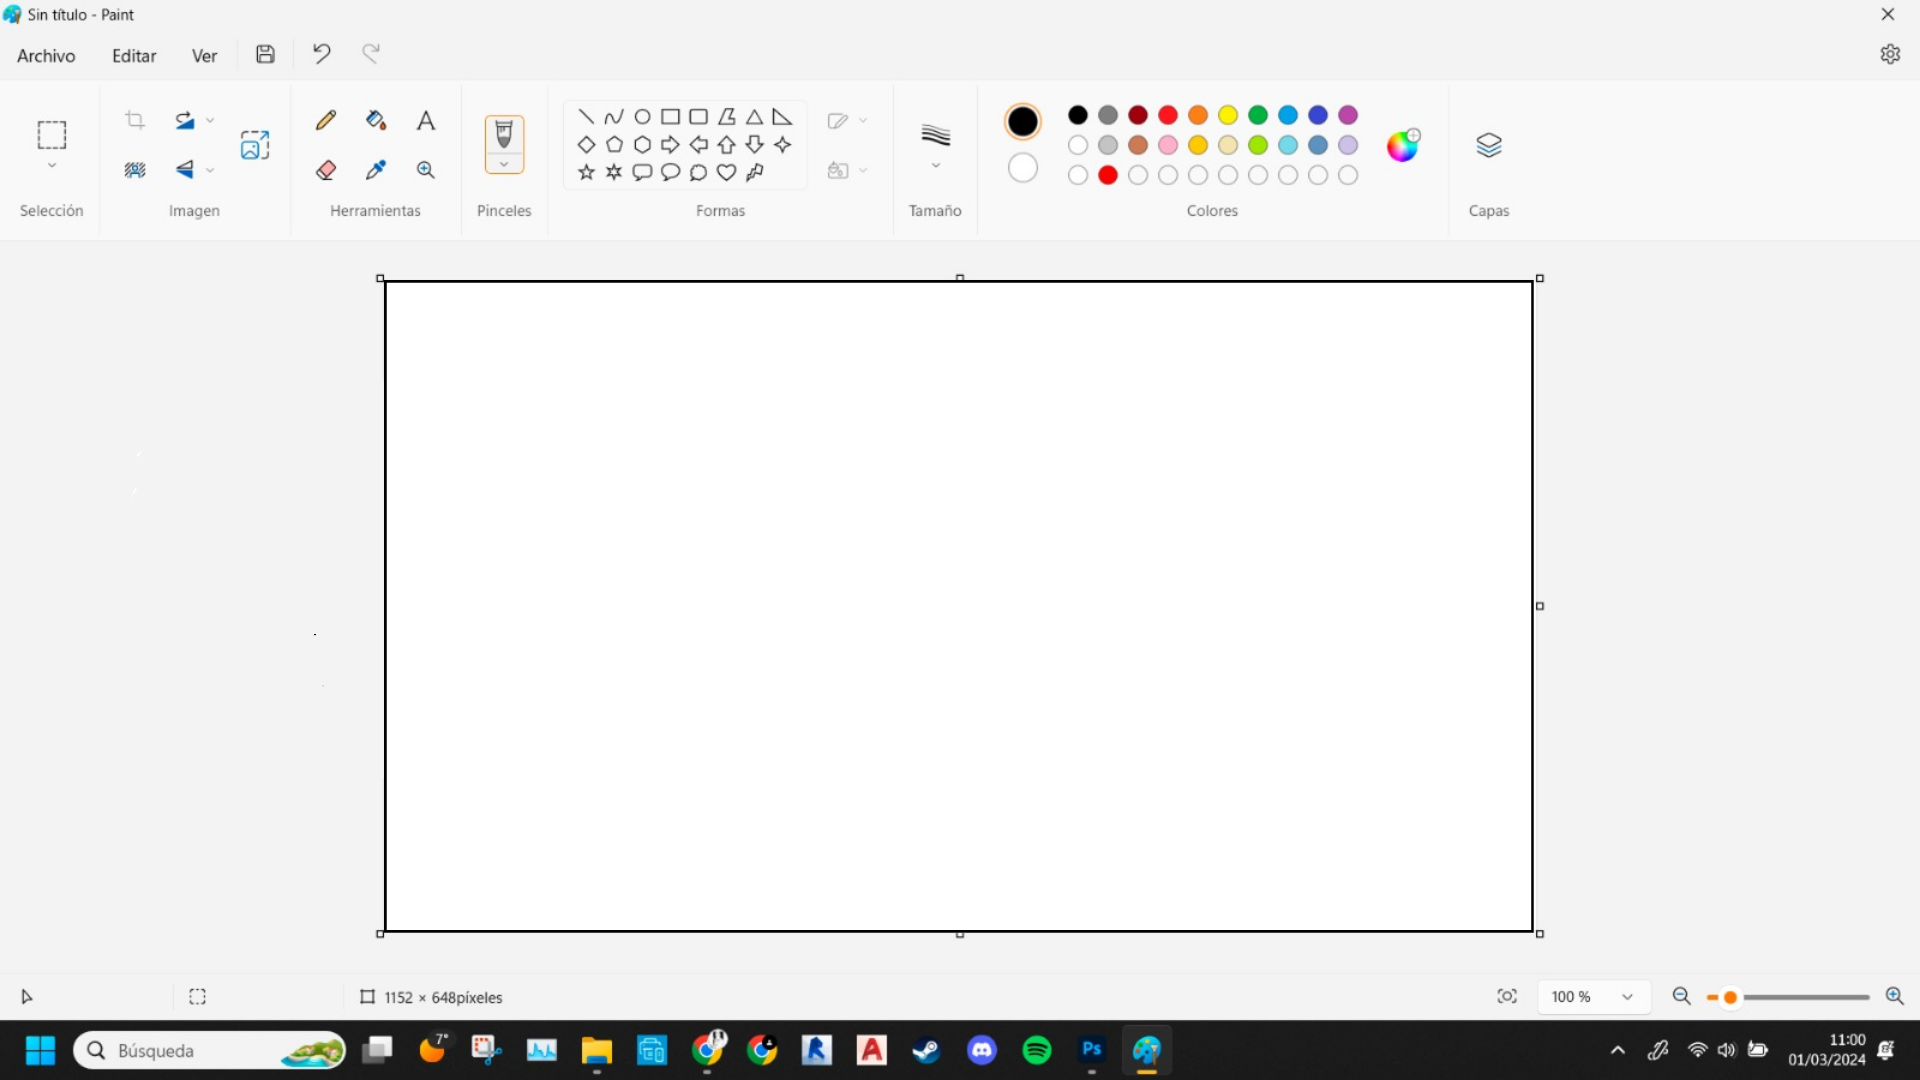 Sin título - Paint
Archivo Editar Ver
Selección Imagen Herramientas Pinceles Formas Tamaño Colores Capas
1152 × 648píxeles 100 %
Búsqueda 7° Ps 11:00
01/03/2024